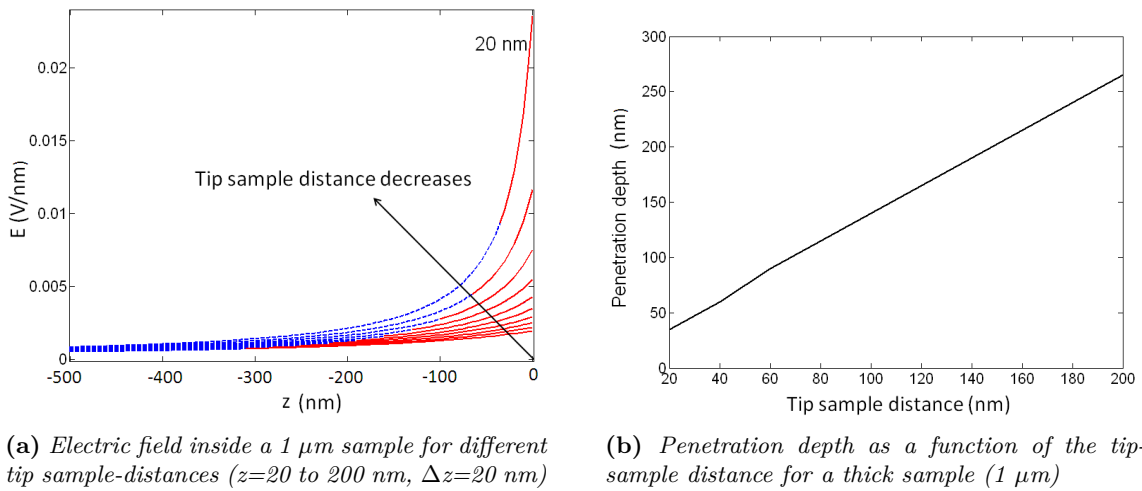 0.02
0.015
0.01
0.005
0
E (V/nm)
20 nm
Tip sample distance decreases
-500
-400
-300
-200
-100
0
z (nm)
300
250
200
150
100
50
0
Penetration depth (nm)
20
40
60
80
100
120
140
160
180
200
Tip sample distance (nm)
(a) Electric field inside a 1 μm sample for different
tip sample-distances (z=20 to 200 nm, Δz=20 nm)
(b) Penetration depth as a function of the tip-
sample distance for a thick sample (1 μm)